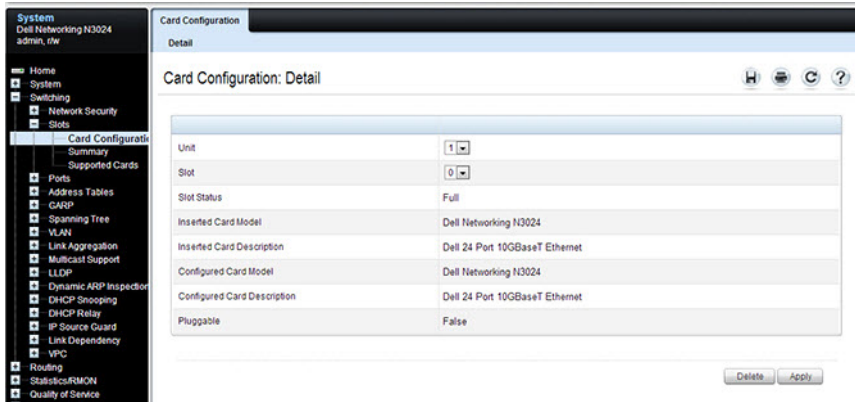 System
Dell Networking N3024
admin, r/w
Home
System
Switching
Network Security
Slots
Card Configurati
Summary
Supported Cards
Ports
Address Tables
GARP
Spanning Tree
VLAN
Link Aggregation
Multicast Support
LLDP
Dynamic ARP Inspection
DHCP Snooping
DHCP Relay
IP Source Guard
Link Dependency
VPC
Routing
Statistics/RMON
Quality of Service
Card Configuration
Detail
Card Configuration: Detail
Unit 1
Slot 0
Slot Status Full
Inserted Card Model Dell Networking N3024
Inserted Card Description Dell 24 Port 10GBaseT Ethernet
Configured Card Model Dell Networking N3024
Configured Card Description Dell 24 Port 10GBaseT Ethernet
Pluggable False
Delete Apply